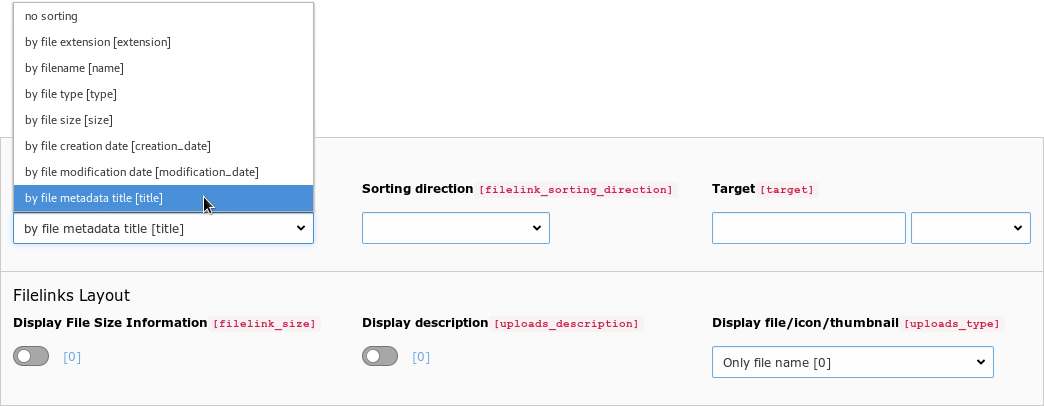 no sorting
by file extension [extension]
by filename [name]
by file type [type]
by file size [size]
by file creation date [creation_date]
by file modification date [modification_date]
by file metadata title [title]
by file metadata title [title]
Sorting direction [filelink_sorting_direction]
Target [target]
Filelinks Layout
Display File Size Information [filelink_size]
[0]
Display description [uploads_description]
[0]
Display file/icon/thumbnail [uploads_type]
Only file name [0]